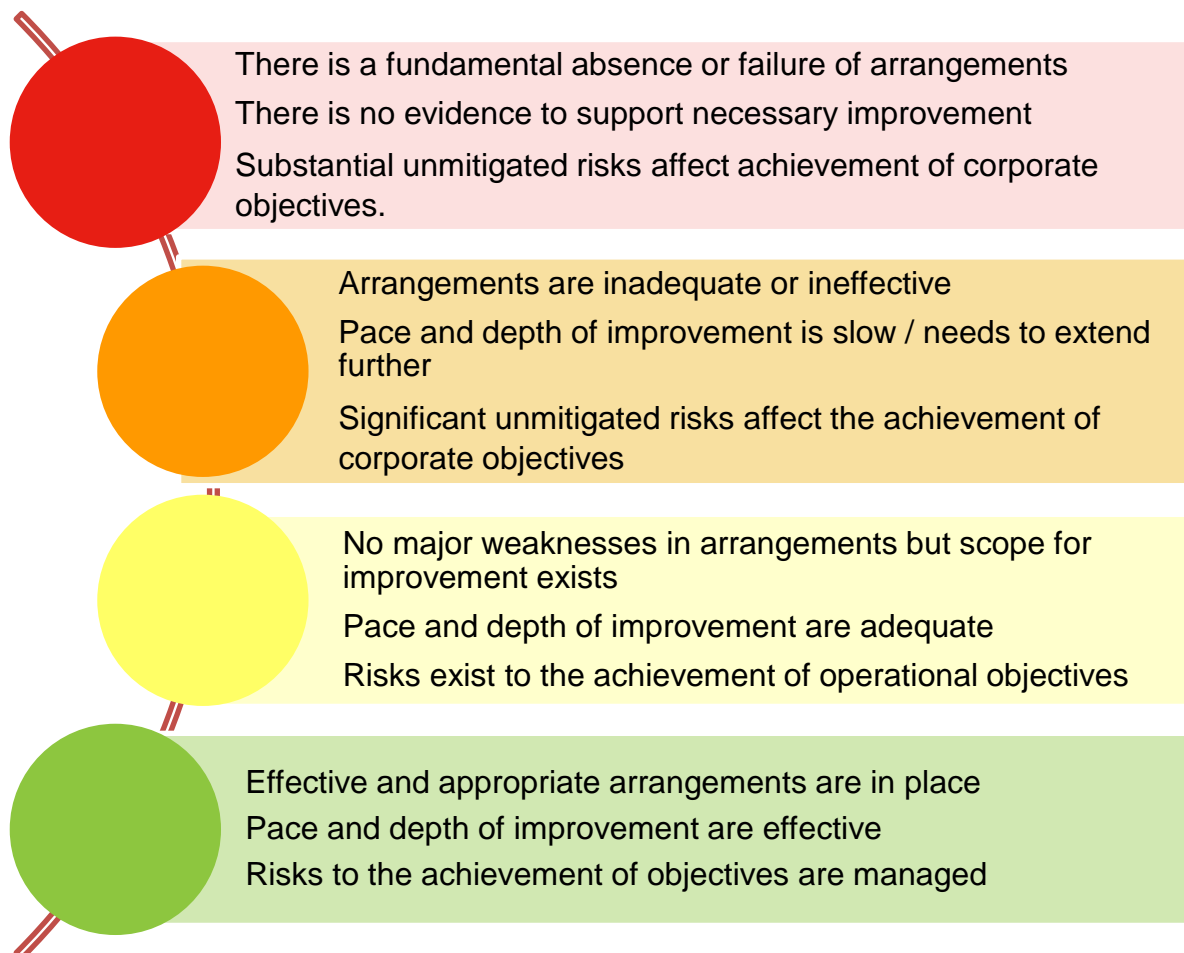 There is a fundamental absence or failure of arrangements
There is no evidence to support necessary improvement
Substantial unmitigated risks affect achievement of corporate
objectives.
Arrangements are inadequate or ineffective
Pace and depth of improvement is slow / needs to extend
further
Significant unmitigated risks affect the achievement of
corporate objectives
No major weaknesses in arrangements but scope for
improvement exists
Pace and depth of improvement are adequate
Risks exist to the achievement of operational objectives
Effective and appropriate arrangements are in place
Pace and depth of improvement are effective
Risks to the achievement of objectives are managed